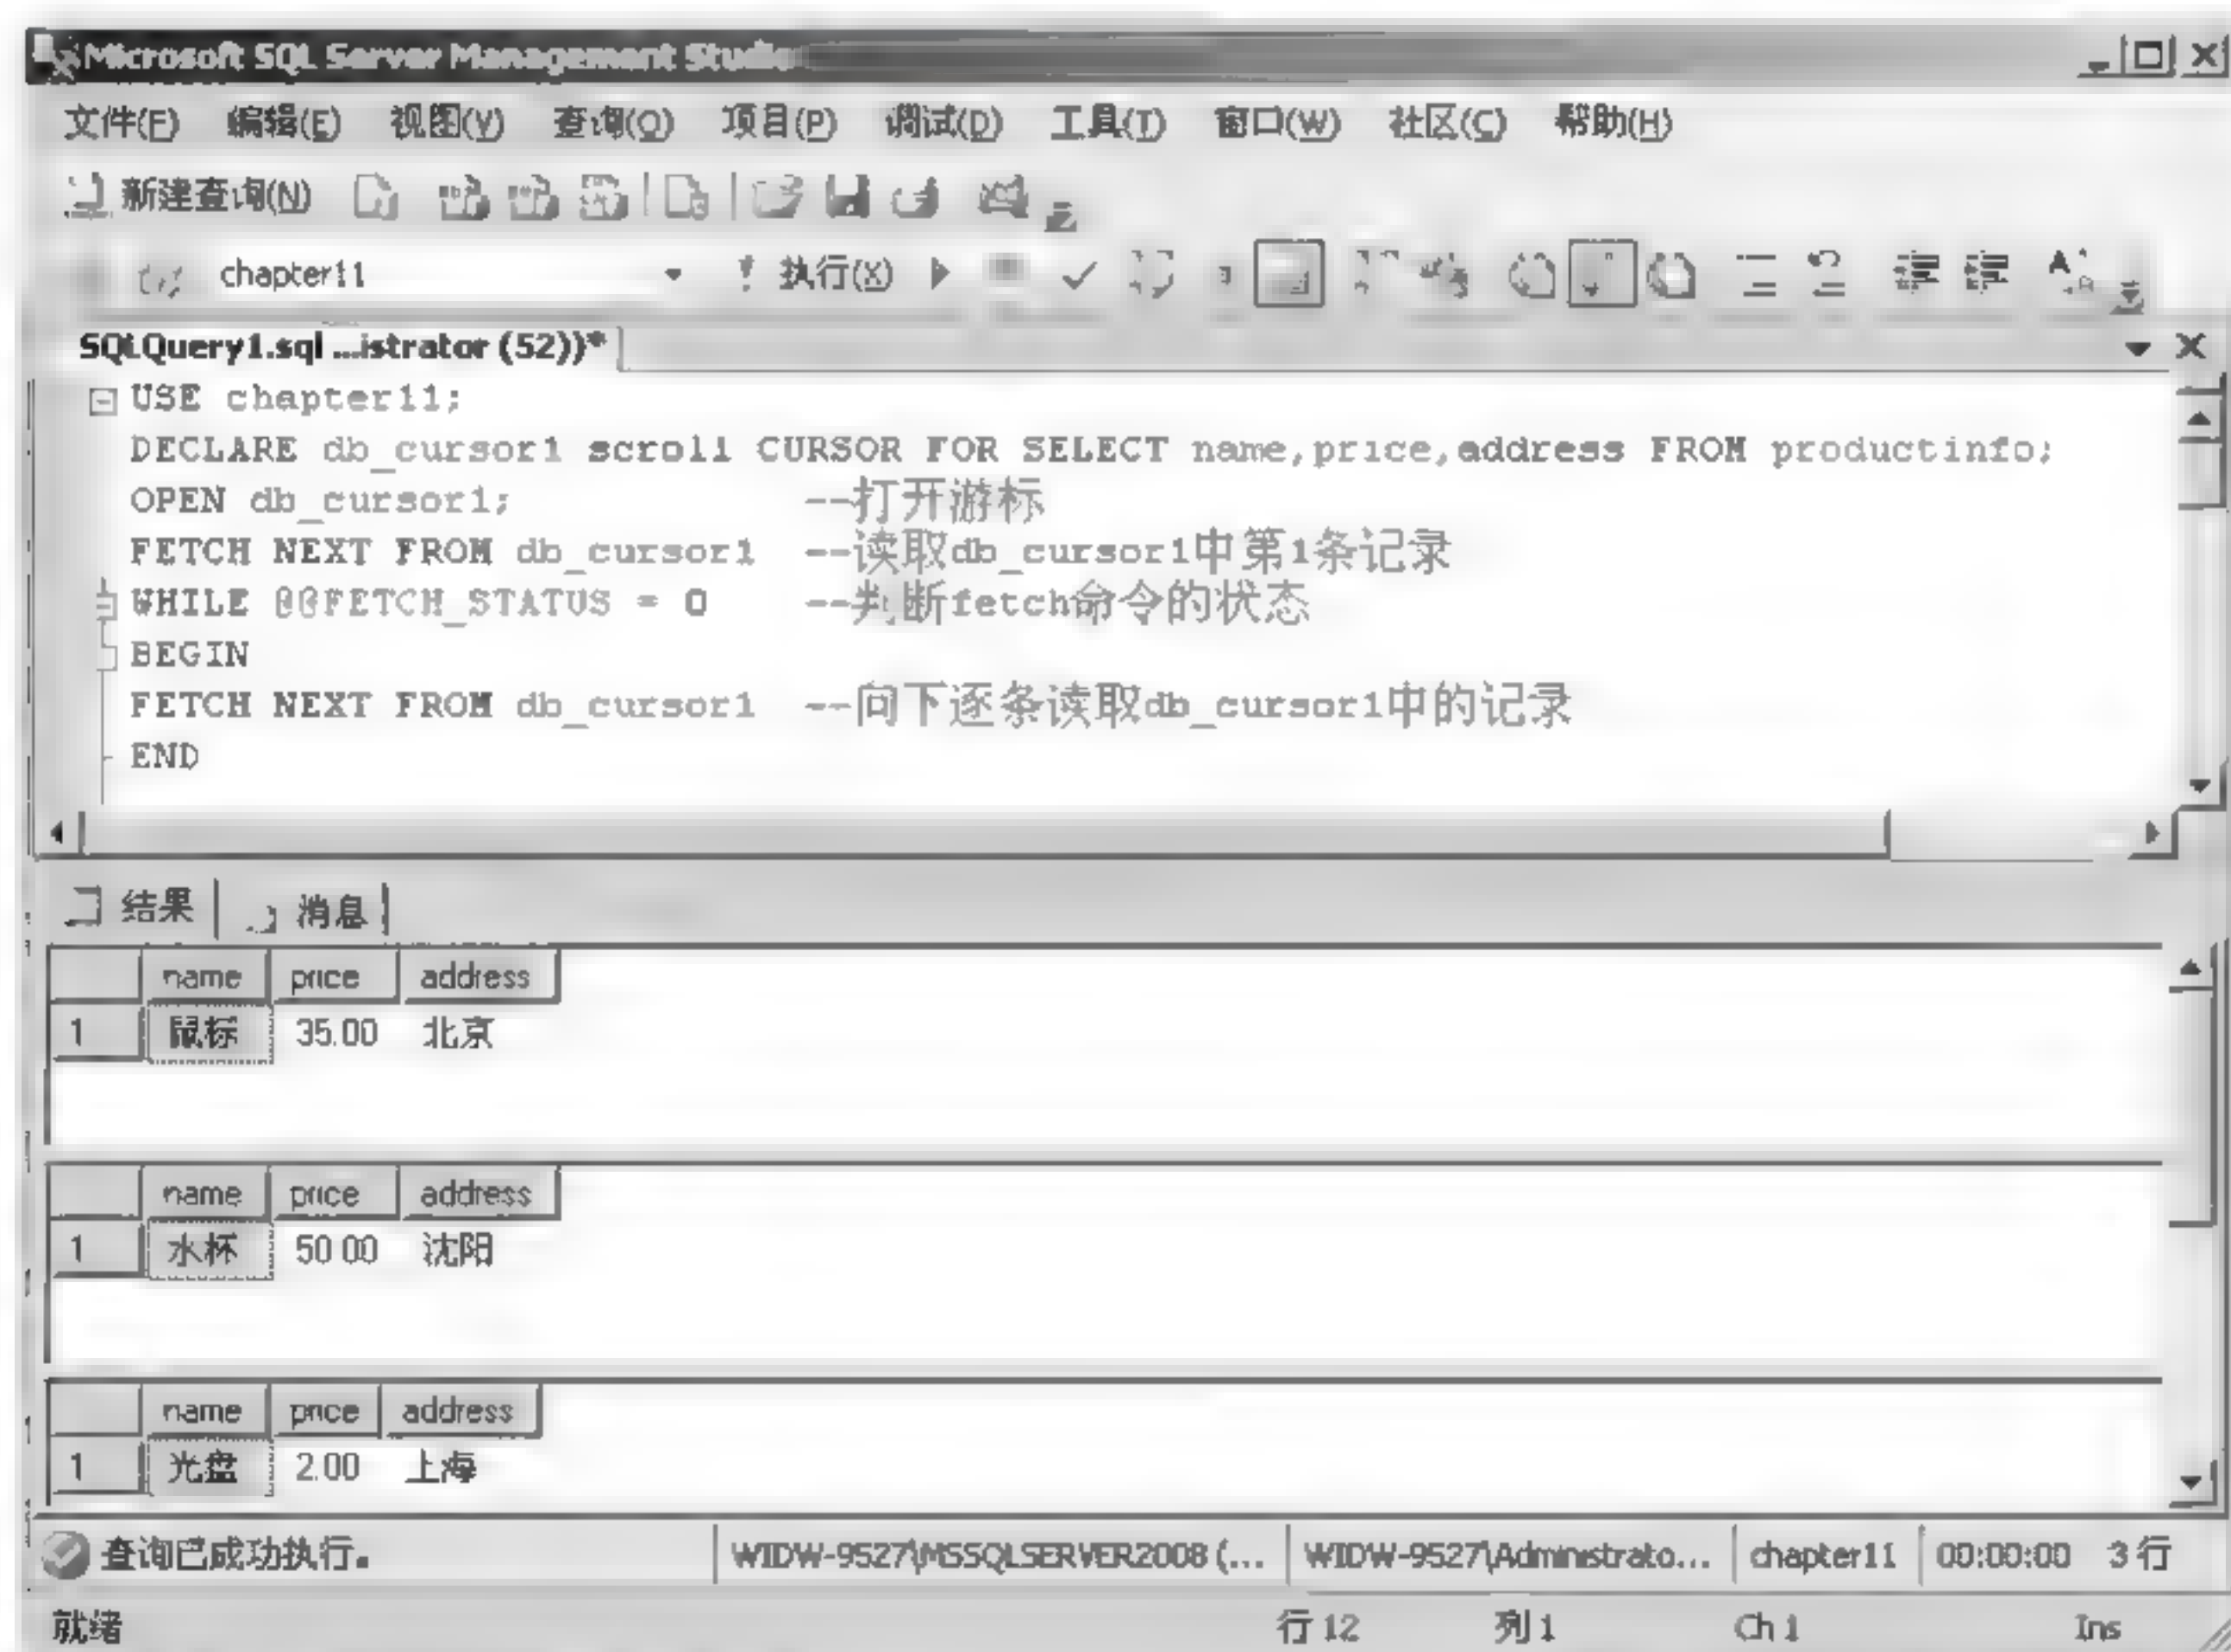 Microsoft SQL Server Management Studio
文件(F) 编辑(E) 视图(V) 查询(Q) 项目(P) 调试(D) 工具(T) 窗口(W) 社区(C) 帮助(H)
新建查询(N)
chapter11 执行(X)
SQLQuery1.sql ...istrator (52))*
USE chapter11;
DECLARE db_cursor1 scroll CURSOR FOR SELECT name,price,address FROM productinfo;
OPEN db_cursor1; --打开游标
FETCH NEXT FROM db_cursor1 --读取db_cursor1中第1条记录
WHILE @@FETCH_STATUS = 0 --判断fetch命令的状态
BEGIN
FETCH NEXT FROM db_cursor1 --向下逐条读取db_cursor1中的记录
END
结果 消息
name price address
1 鼠标 35.00 北京
name price address
1 水杯 50.00 沈阳
name price address
1 光盘 2.00 上海
查询已成功执行。 WIDW-9527\MSSQLSERVER2008 (... WIDW-9527\Administrato... chapter11 00:00:00 3 行
就绪 行 12 列 1 Ch 1 Ins